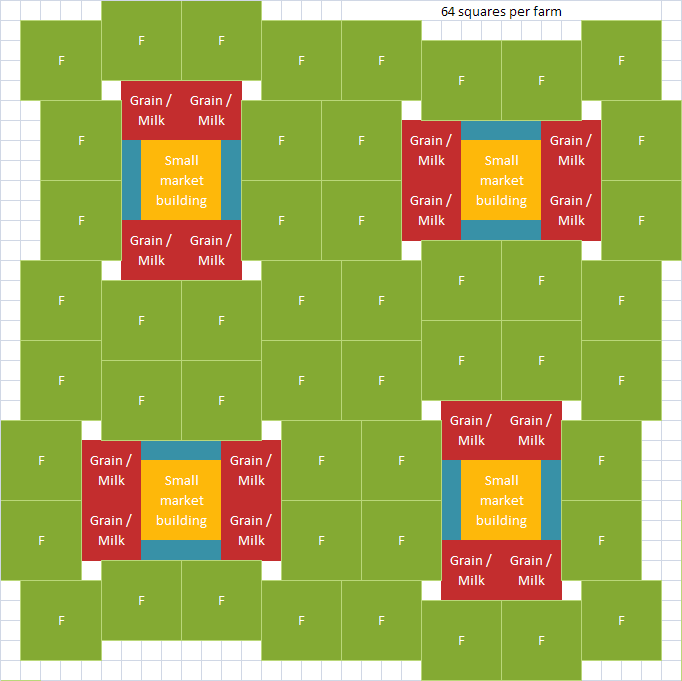 64 squares per farm
F F
F F F F
F F
Grain / Grain /
Milk Milk
F F F Grain / Grain / F
Small Milk Small Milk
market market
building Grain / building Grain /
F F F Milk Milk F
Grain / Grain /
Milk Milk
F F
F F F F
F F
F F
F F F F
F F
Grain / Grain /
Milk Milk
F Grain / Grain / F F F
Milk Small Milk Small
market market
Grain / building Grain / building
F Milk Milk F F F
Grain / Grain /
Milk Milk
F F
F F F F
F F